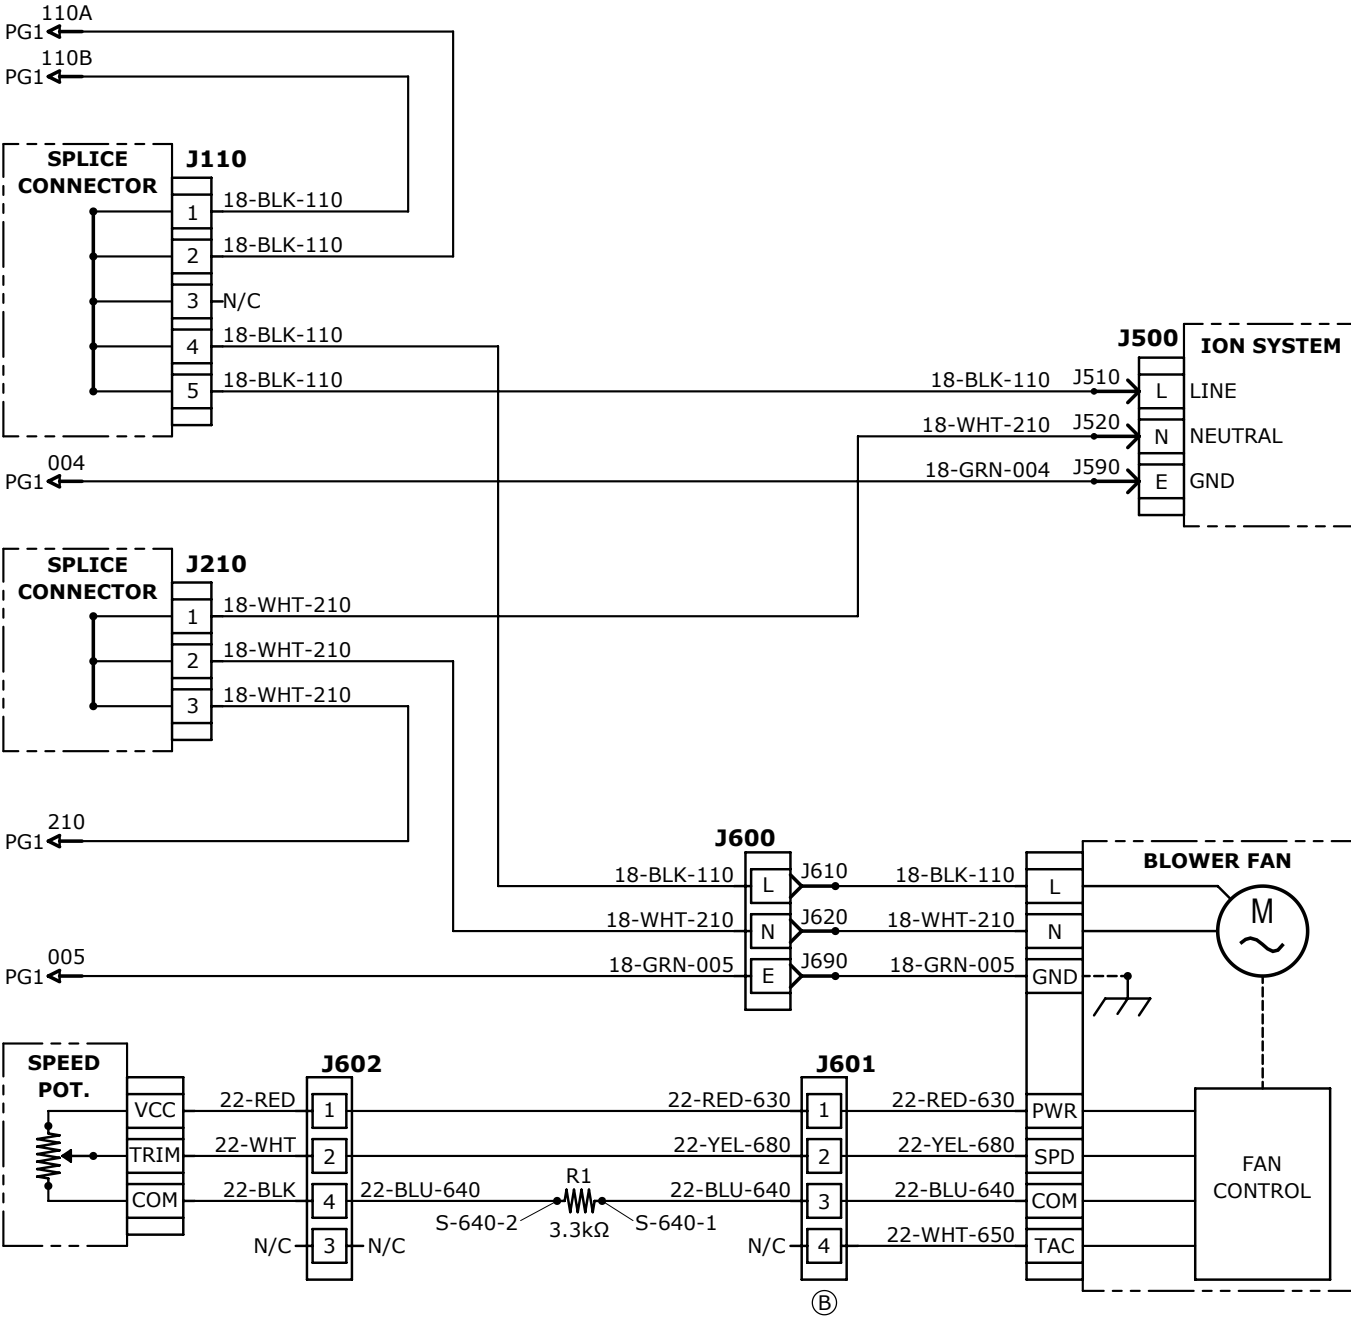 110A
PG1
110B
PG1
SPLICE
CONNECTOR
J110
1 18-BLK-110
2 18-BLK-110
3 N/C
4 18-BLK-110
5 18-BLK-110
18-BLK-110 J510
18-WHT-210 J520
18-GRN-004 J590
J500
ION SYSTEM
L LINE
N NEUTRAL
E GND
004
PG1
SPLICE
CONNECTOR
J210
1 18-WHT-210
2 18-WHT-210
3 18-WHT-210
210
PG1
J600
18-BLK-110 L J610 18-BLK-110 L
18-WHT-210 N J620 18-WHT-210 N
18-GRN-005 E J690 18-GRN-005 GND
BLOWER FAN
M
005
PG1
SPEED
POT.
J602
J601
VCC 22-RED 1 22-RED-630 1 22-RED-630 PWR
TRIM 22-WHT 2 22-YEL-680 2 22-YEL-680 SPD
R1
COM 22-BLK 4 22-BLU-640 22-BLU-640 3 22-BLU-640 COM
S-640-2 3.3kΩ S-640-1
N/C 3 N/C N/C 4 22-WHT-650 TAC
FAN
CONTROL
B